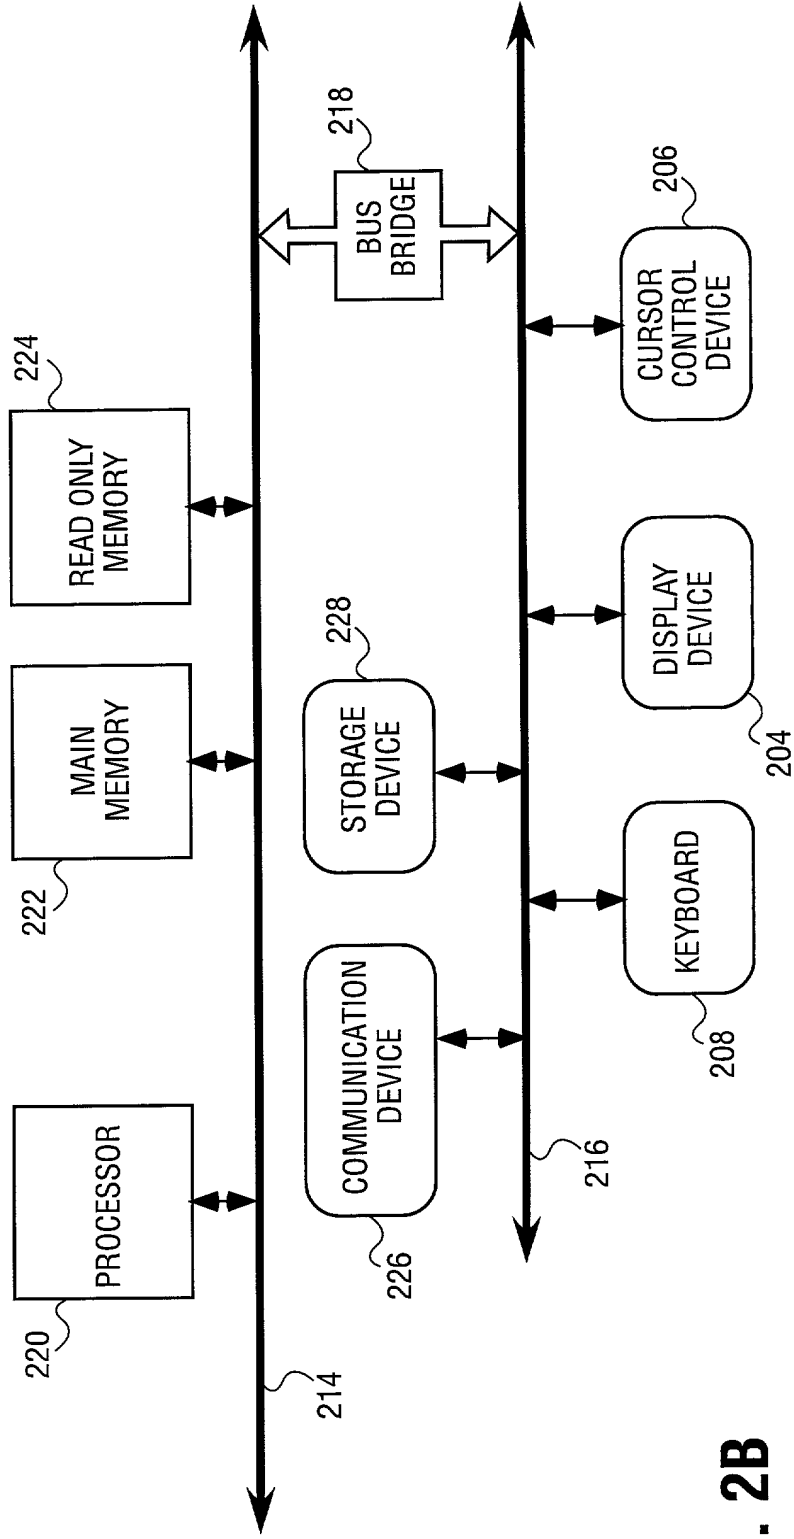 220
PROCESSOR
222
MAIN
MEMORY
224
READ ONLY
MEMORY
214
226
COMMUNICATION
DEVICE
228
STORAGE
DEVICE
218
BUS
BRIDGE
216
208
KEYBOARD
204
DISPLAY
DEVICE
206
CURSOR
CONTROL
DEVICE
. 2B